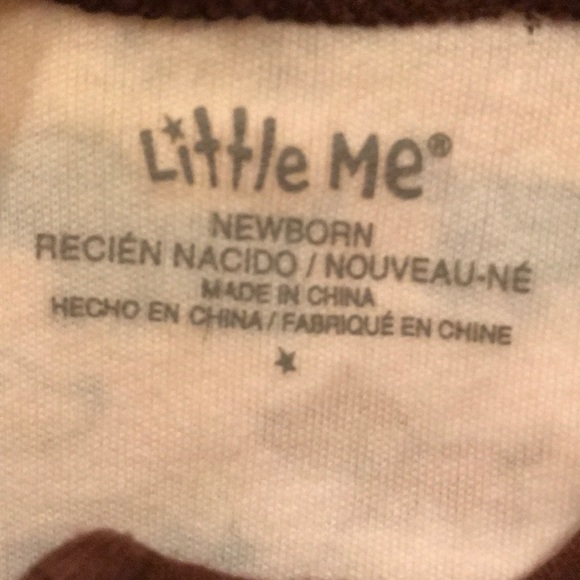 Little Me®
NEWBORN
RECIÉN NACIDO / NOUVEAU-NÉ
MADE IN CHINA
HECHO EN CHINA / FABRIQUÉ EN CHINE